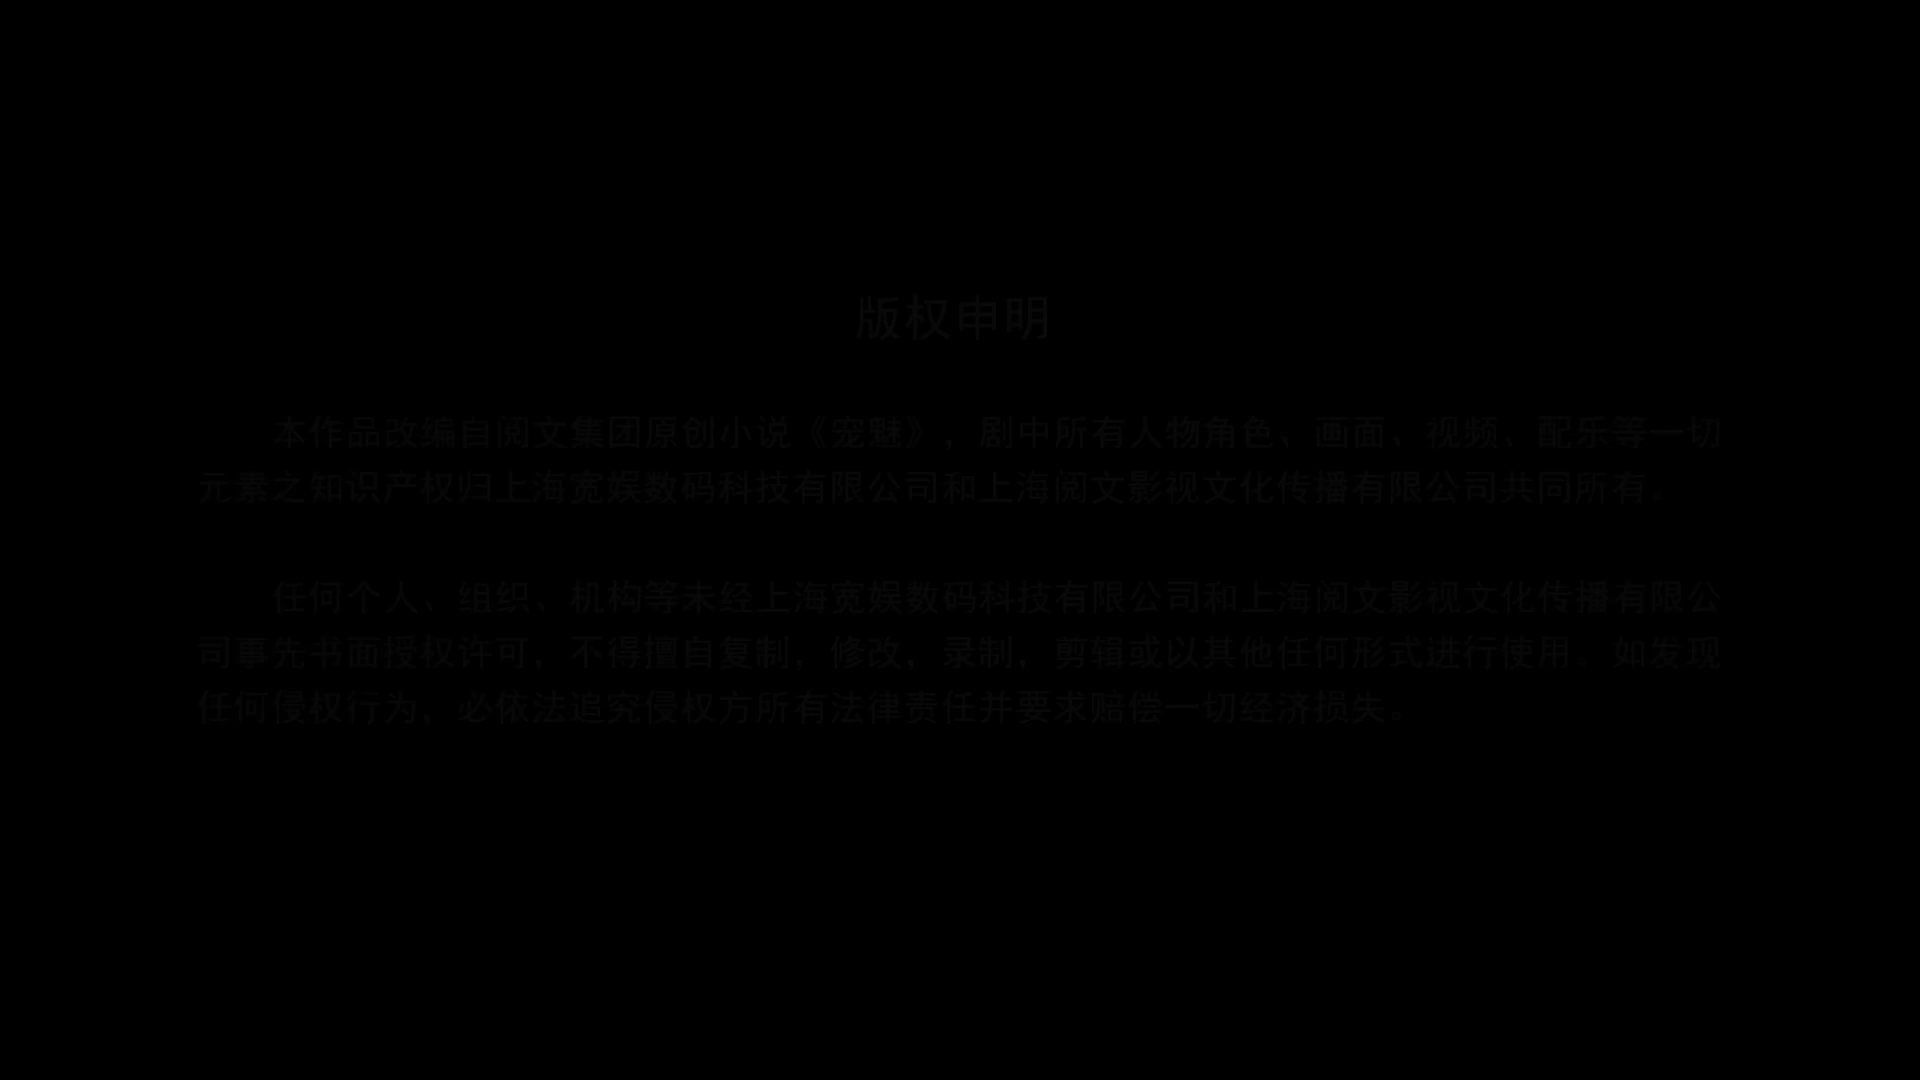 版权申明
本作品改编自阅文集团原创小说《宠魅》，剧中所有人物角色、画面、视频、配乐等一切
元素之知识产权归上海宽娱数码科技有限公司和上海阅文影视文化传播有限公司共同所有。
任何个人、组织、机构等未经上海宽娱数码科技有限公司和上海阅文影视文化传播有限公
司事先书面授权许可，不得擅自复制，修改，录制，剪辑或以其他任何形式进行使用。如发现
任何侵权行为，必依法追究侵权方所有法律责任并要求赔偿一切经济损失。